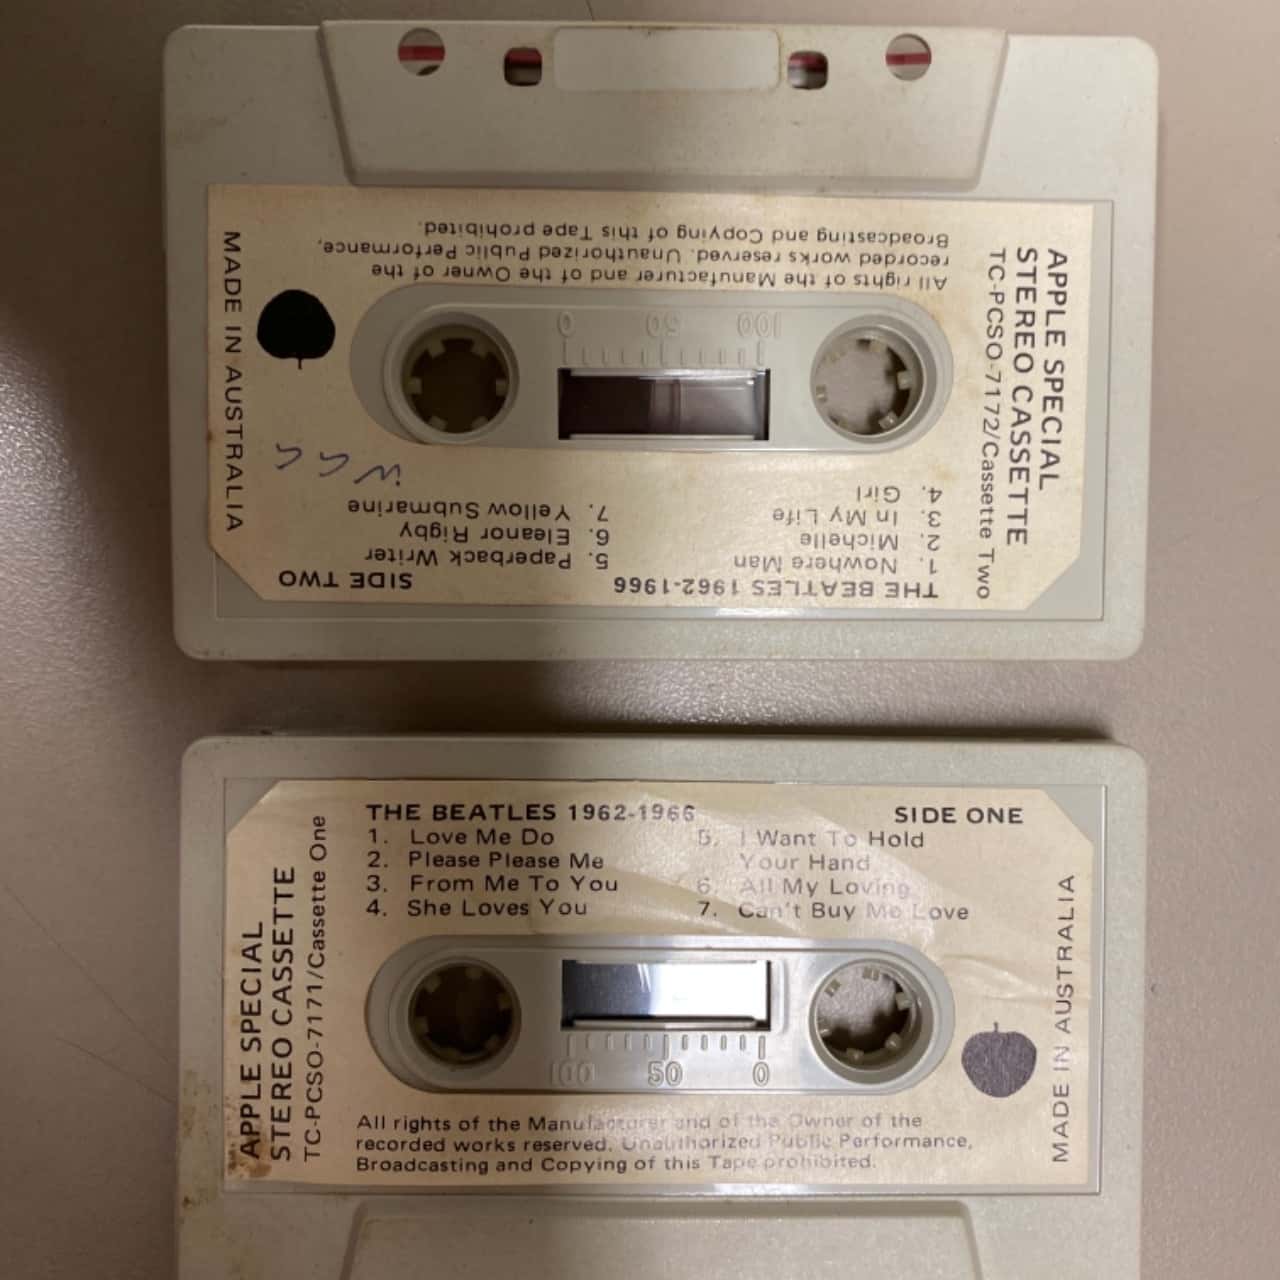 THE BEATLES 1962-1966 SIDE TWO
1. Nowhere Man 5. Paperback Writer
2. Michelle 6. Eleanor Rigby
3. In My Life 7. Yellow Submarine
4. Girl
APPLE SPECIAL
STEREO CASSETTE
TC-PCSO-7172/Cassette Two
0 50 100
All rights of the Manufacturer and of the Owner of the
recorded works reserved. Unauthorized Public Performance,
Broadcasting and Copying of this Tape prohibited.
MADE IN AUSTRALIA
THE BEATLES 1962-1966 SIDE ONE
1. Love Me Do 5. I Want To Hold
2. Please Please Me Your Hand
3. From Me To You 6. All My Loving
4. She Loves You 7. Can't Buy Me Love
APPLE SPECIAL
STEREO CASSETTE
TC-PCSO-7171/Cassette One
100 50 0
All rights of the Manufacturer and of the Owner of the
recorded works reserved. Unauthorized Public Performance,
Broadcasting and Copying of this Tape prohibited.
MADE IN AUSTRALIA